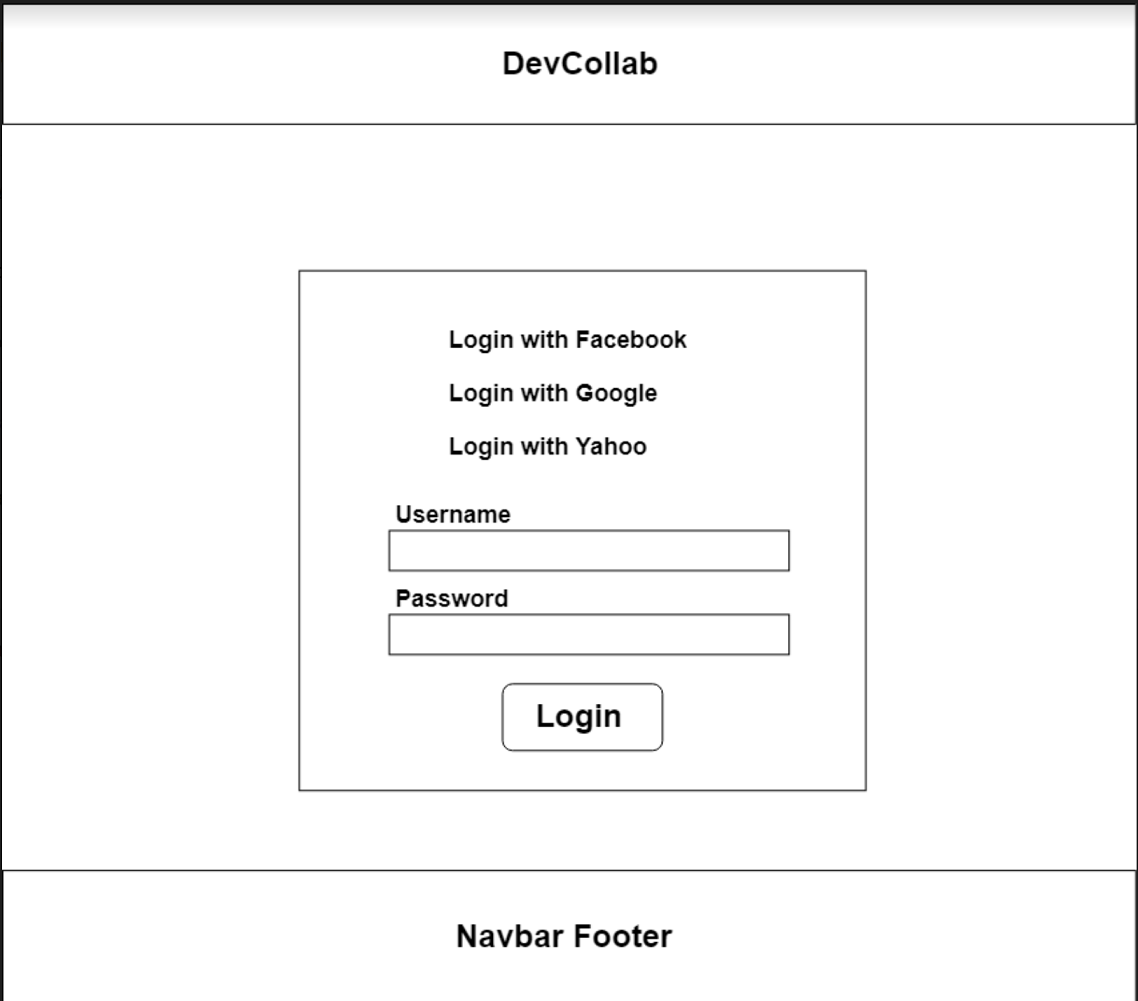 DevCollab
Login with Facebook
Login with Google
Login with Yahoo
Username
Password
Login
Navbar Footer